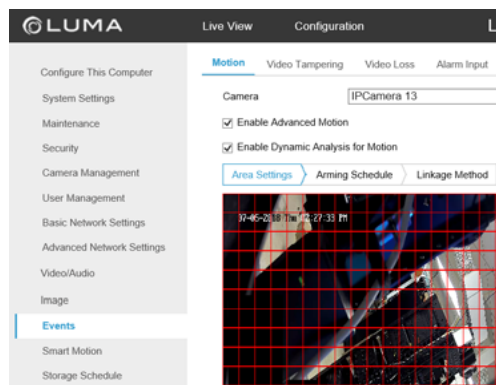 LUMA
Live View
Configuration
L
Configure This Computer
System Settings
Maintenance
Security
Camera Management
User Management
Basic Network Settings
Advanced Network Settings
Video/Audio
Image
Events
Smart Motion
Storage Schedule
Motion
Video Tampering
Video Loss
Alarm Input
Camera
IPCamera 13
Enable Advanced Motion
Enable Dynamic Analysis for Motion
Area Settings
Arming Schedule
Linkage Method